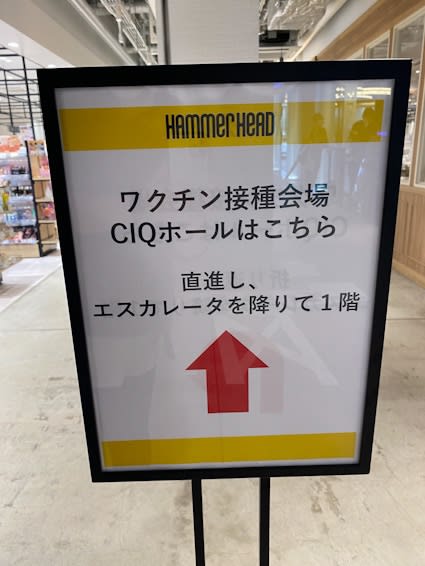 HAMMerHEAD
ワクチン接種会場
CIQホールはこちら
直進し、
エスカレータを降りて1階